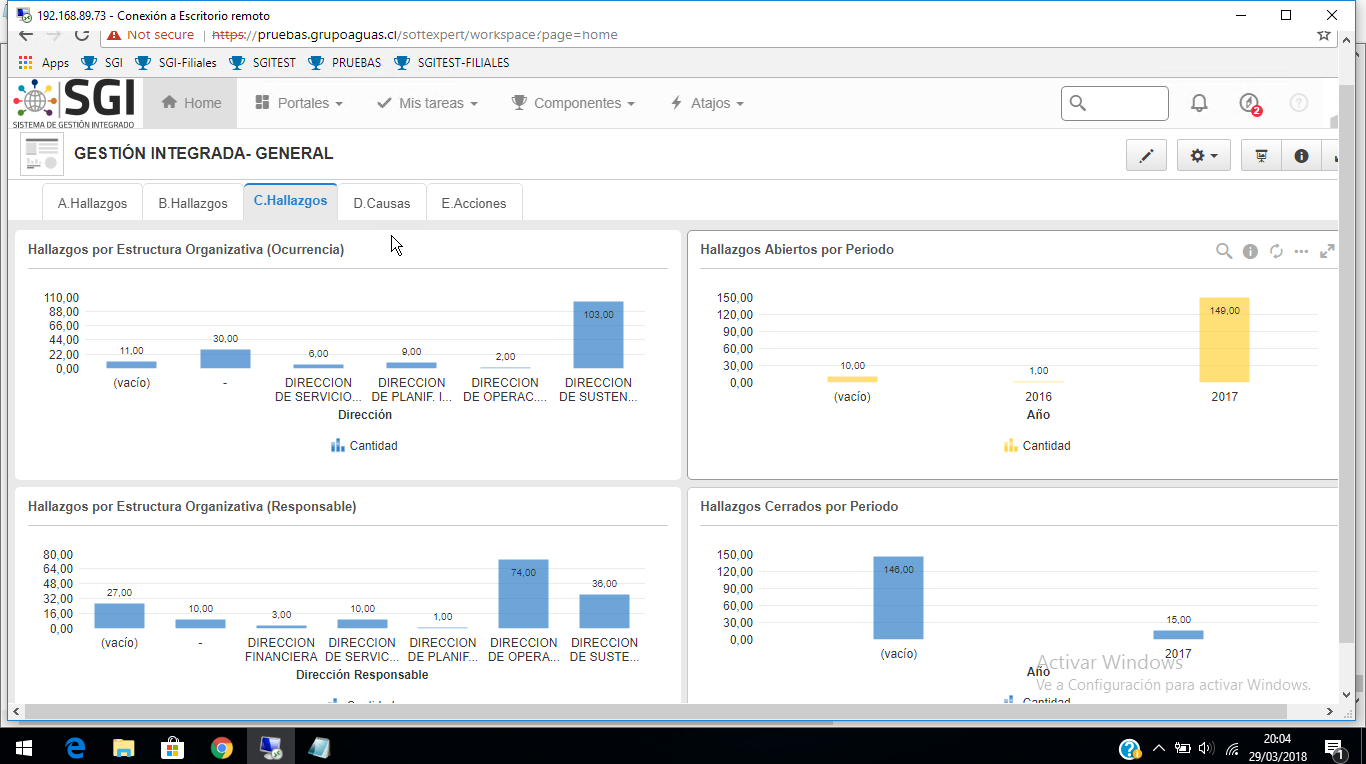 192.168.89.73 - Conexión a Escritorio remoto
Not secure | https://pruebas.grupoaguas.cl/softexpert/workspace?page=home
Apps SGI SGI-Filiales SGITEST PRUEBAS SGITEST-FILIALES
SGI
SISTEMA DE GESTIÓN INTEGRADO
Home Portales Mis tareas Componentes Atajos
2
GESTIÓN INTEGRADA- GENERAL
A.Hallazgos B.Hallazgos C.Hallazgos D.Causas E.Acciones
Hallazgos por Estructura Organizativa (Ocurrencia)
110,00
88,00
66,00
44,00
22,00
0,00
11,00 30,00 6,00 9,00 2,00 103,00
(vacío) - DIRECCION DIRECCION DIRECCION DIRECCION
DE SERVICIO... DE PLANIF. I... DE OPERAC.... DE SUSTEN...
Dirección
Cantidad
Hallazgos Abiertos por Periodo
150,00
120,00
90,00
60,00
30,00
0,00
10,00 1,00 149,00
(vacío) 2016 2017
Año
Cantidad
Hallazgos por Estructura Organizativa (Responsable)
80,00
64,00
48,00
32,00
16,00
0,00
27,00 10,00 3,00 10,00 1,00 74,00 36,00
(vacío) - DIRECCION DIRECCION DIRECCION DIRECCION DIRECCION
FINANCIERA DE SERVIC... DE PLANIF... DE OPERA... DE SUSTE...
Dirección Responsable
Hallazgos Cerrados por Periodo
150,00
120,00
90,00
60,00
30,00
0,00
146,00 15,00
(vacío) 2017
Año
Cantidad
Activar Windows
Ve a Configuración para activar Windows.
20:04
29/03/2018
1